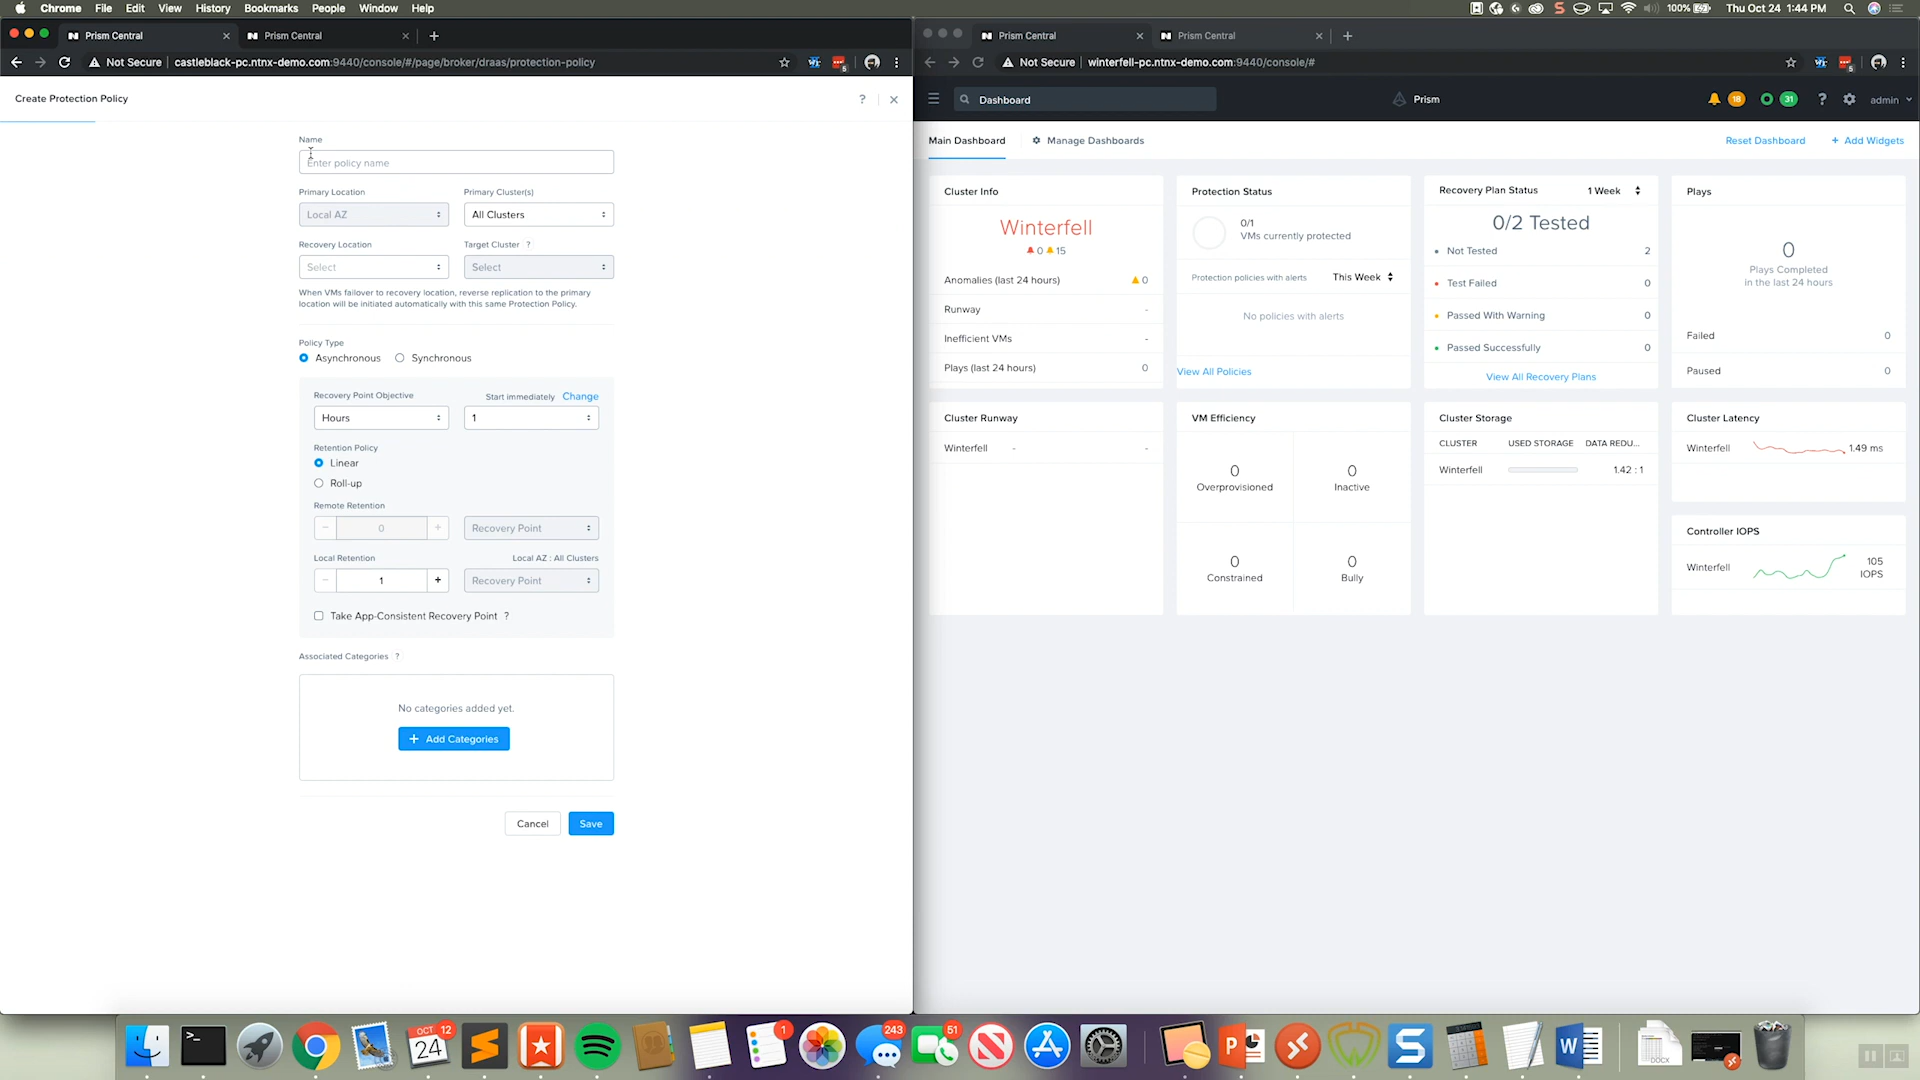 Chrome File Edit View History Bookmarks People Window Help
100% Thu Oct 24 1:44 PM
Prism Central
Prism Central
Not Secure castleblack-pc.ntnx-demo.com:9440/console/#/page/broker/draas/protection-policy
5
Create Protection Policy
?
Name
Enter policy name
Primary Location Primary Cluster(s)
Local AZ All Clusters
Recovery Location Target Cluster ?
Select Select
When VMs failover to recovery location, reverse replication to the primary
location will be initiated automatically with this same Protection Policy.
Policy Type
Asynchronous Synchronous
Recovery Point Objective Start immediately Change
Hours 1
Retention Policy
Linear
Roll-up
Remote Retention
0 Recovery Point
Local Retention Local AZ : All Clusters
1 Recovery Point
Take App-Consistent Recovery Point ?
Associated Categories ?
No categories added yet.
+ Add Categories
Cancel Save
Prism Central
Prism Central
Not Secure winterfell-pc.ntnx-demo.com:9440/console/#
5
Dashboard
Prism
18 31 ? admin
Main Dashboard Manage Dashboards
Reset Dashboard + Add Widgets
Cluster Info
Winterfell
0 15
Anomalies (last 24 hours) 0
Runway -
Inefficient VMs -
Plays (last 24 hours) 0
Protection Status
0/1
VMs currently protected
Protection policies with alerts This Week
No policies with alerts
View All Policies
Recovery Plan Status 1 Week
0/2 Tested
Not Tested 2
Test Failed 0
Passed With Warning 0
Passed Successfully 0
View All Recovery Plans
Plays
0
Plays Completed
in the last 24 hours
Failed 0
Paused 0
Cluster Runway
Winterfell - -
VM Efficiency
0 0
Overprovisioned Inactive
0 0
Constrained Bully
Cluster Storage
CLUSTER USED STORAGE DATA REDU...
Winterfell 1.42 : 1
Cluster Latency
Winterfell 1.49 ms
Controller IOPS
Winterfell 105
IOPS
OCT 12
24
1
243
51
DOCX